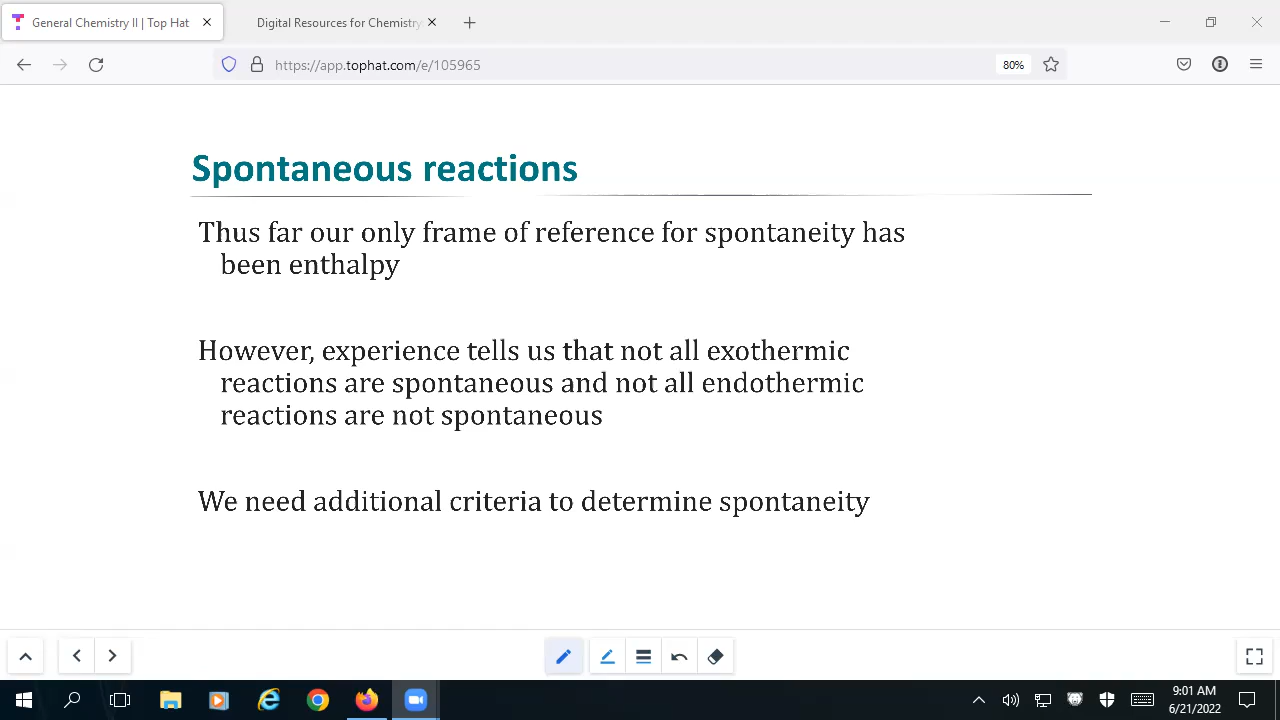 General Chemistry II | Top Hat
Digital Resources for Chemistry
https://app.tophat.com/e/105965
80%
Spontaneous reactions
Thus far our only frame of reference for spontaneity has
been enthalpy
However, experience tells us that not all exothermic
reactions are spontaneous and not all endothermic
reactions are not spontaneous
We need additional criteria to determine spontaneity
9:01 AM
6/21/2022